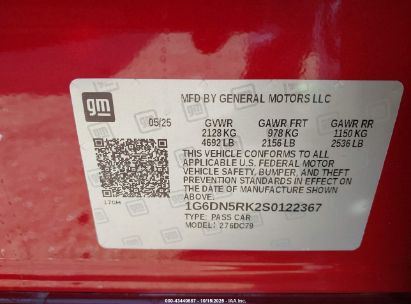 gm
MFD BY GENERAL MOTORS LLC
05/25 GVWR GAWR FRT GAWR RR
2128 KG 978 KG 1150 KG
4692 LB 2156 LB 2536 LB
THIS VEHICLE CONFORMS TO ALL
APPLICABLE U.S. FEDERAL MOTOR
VEHICLE SAFETY, BUMPER, AND THEFT
PREVENTION STANDARDS IN EFFECT ON
THE DATE OF MANUFACTURE SHOWN ABOVE.
1G6DN5RK2S0122367
TYPE: PASS CAR
MODEL: 276DC79